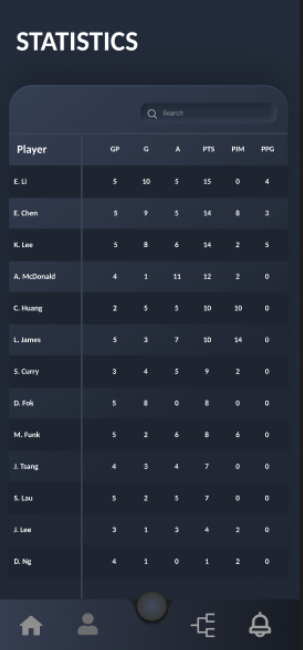 STATISTICS
Search
Player GP G A PTS PIM PPG
E. Li 5 10 5 15 0 4
E. Chen 5 9 5 14 8 3
K. Lee 5 8 6 14 2 5
A. McDonald 4 1 11 12 2 0
C. Huang 2 5 5 10 10 0
L. James 5 3 7 10 14 0
S. Curry 3 4 5 9 2 0
D. Fok 5 8 0 8 0 0
M. Funk 5 2 6 8 6 0
J. Tsang 4 3 4 7 0 0
S. Lau 5 2 5 7 0 0
J. Lee 3 1 3 4 2 0
D. Ng 4 1 0 1 2 0